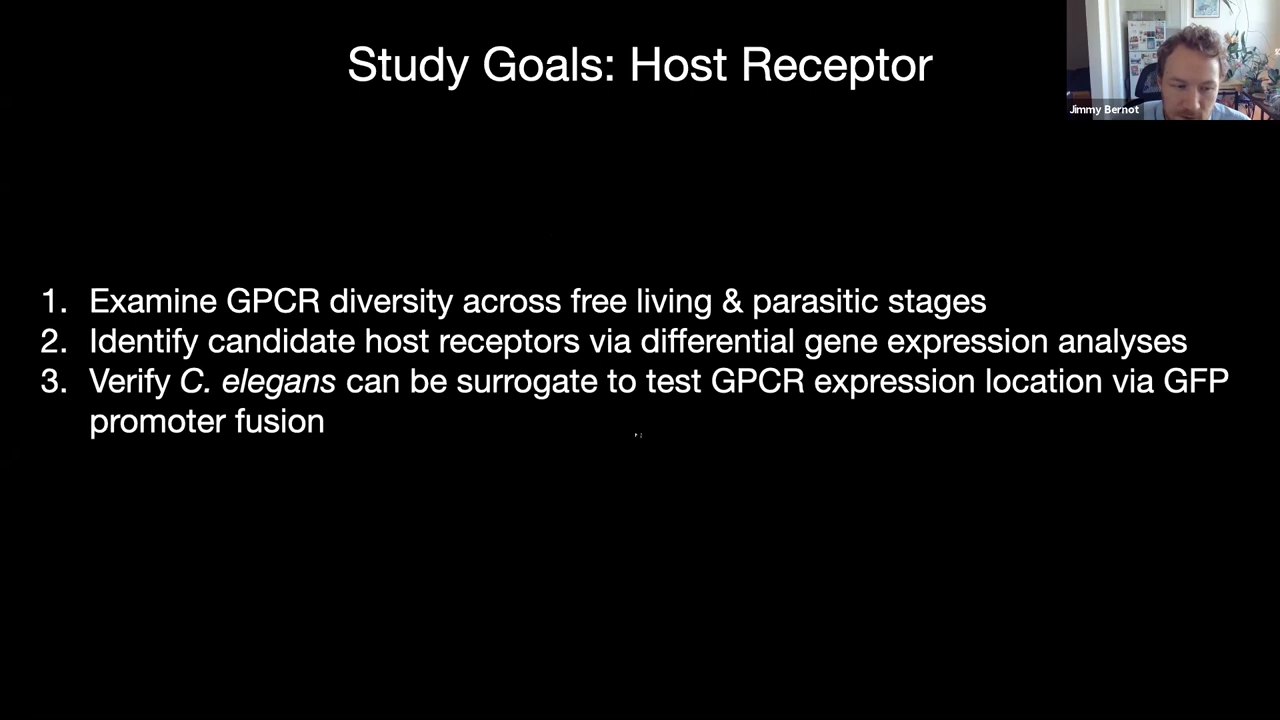 Study Goals: Host Receptor
Jimmy Bernot
1. Examine GPCR diversity across free living & parasitic stages
2. Identify candidate host receptors via differential gene expression analyses
3. Verify C. elegans can be surrogate to test GPCR expression location via GFP
promoter fusion